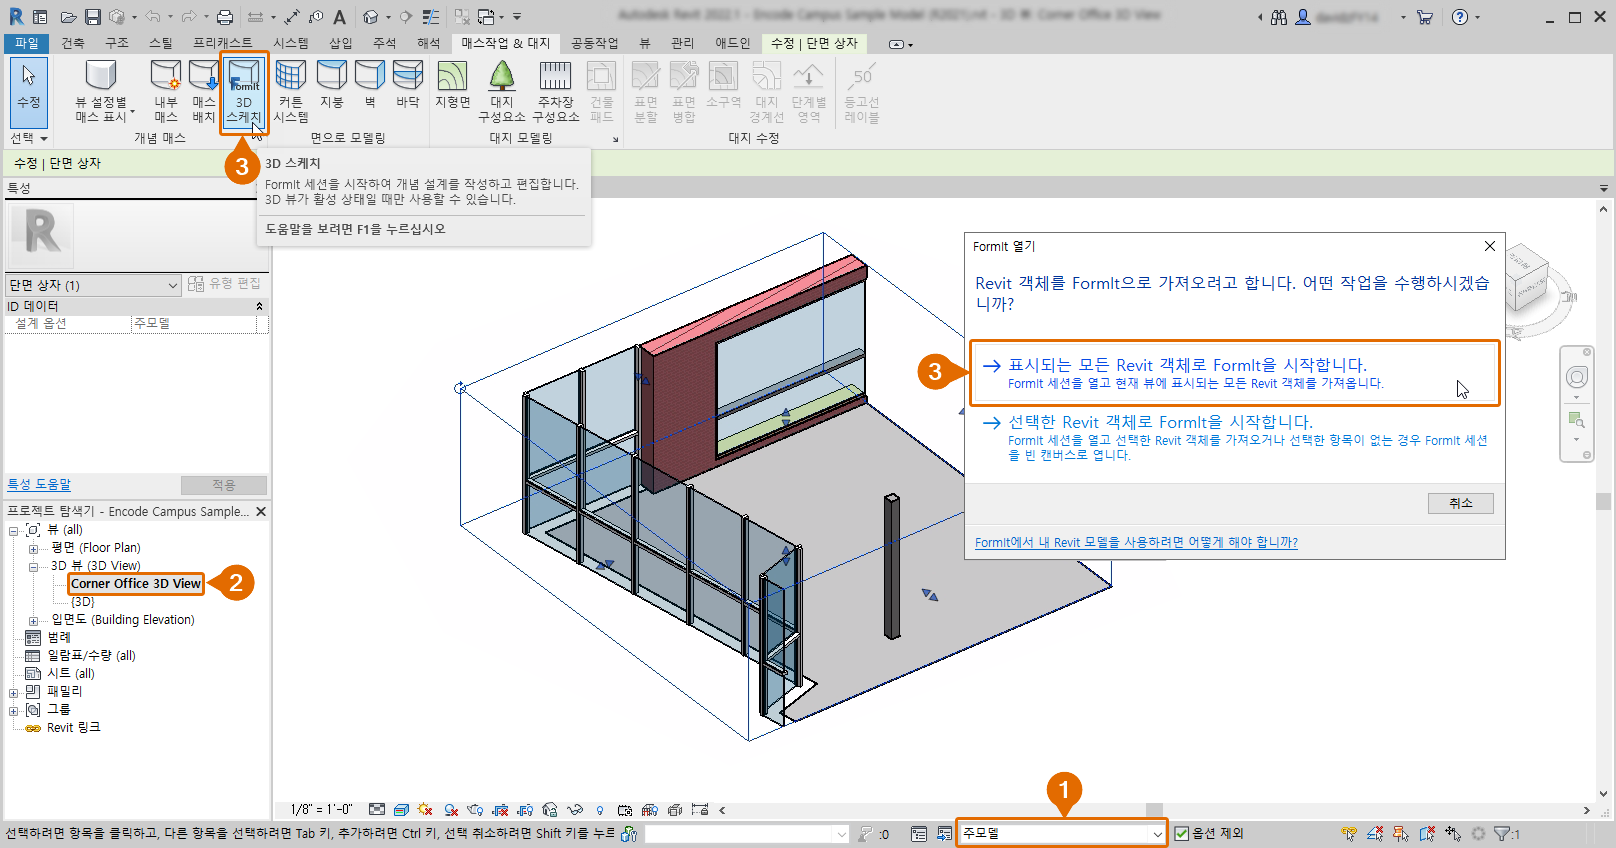 Autodesk Revit 2022.1 - Encode Campus Sample Model (R2021).rvt - 3D 뷰: Corner Office 3D View
파일 건축 구조 스틸 프리캐스트 시스템 삽입 주석 해석 매스작업 & 대지 공동작업 뷰 관리 애드인 수정 | 단면 상자
수정
선택
뷰 설정별
매스 표시
내부
매스
매스
배치
FormIt
3D
스케치
개념 매스
커튼
시스템
지붕
벽
바닥
면으로 모델링
지형면
대지
구성요소
주차장
구성요소
건물
패드
대지 모델링
표면
분할
표면
병합
소구역
대지
경계선
단계별
영역
대지 수정
50
등고선
레이블
수정 | 단면 상자
3
3D 스케치
FormIt 세션을 시작하여 개념 설계를 작성하고 편집합니다.
3D 뷰가 활성 상태일 때만 사용할 수 있습니다.
도움말을 보려면 F1을 누르십시오
특성
R
단면 상자 (1)
유형 편집
ID 데이터
설계 옵션 주모델
특성 도움말
적용
프로젝트 탐색기 - Encode Campus Sample...
뷰 (all)
평면 (Floor Plan)
3D 뷰 (3D View)
Corner Office 3D View
2
{3D}
입면도 (Building Elevation)
범례
일람표/수량 (all)
시트 (all)
패밀리
그룹
Revit 링크
FormIt 열기
Revit 객체를 FormIt으로 가져오려고 합니다. 어떤 작업을 수행하시겠습
니까?
3
표시되는 모든 Revit 객체로 FormIt을 시작합니다.
FormIt 세션을 열고 현재 뷰에 표시되는 모든 Revit 객체를 가져옵니다.
선택한 Revit 객체로 FormIt을 시작합니다.
FormIt 세션을 열고 선택한 Revit 객체를 가져오거나 선택한 항목이 없는 경우 FormIt 세션
을 빈 캔버스로 엽니다.
취소
FormIt에서 내 Revit 모델을 사용하려면 어떻게 해야 합니까?
1/8" = 1'-0"
1
선택하려면 항목을 클릭하고, 다른 항목을 선택하려면 Tab 키, 추가하려면 Ctrl 키, 선택 취소하려면 Shift 키를 누르
:0
주모델
옵션 제외
:1